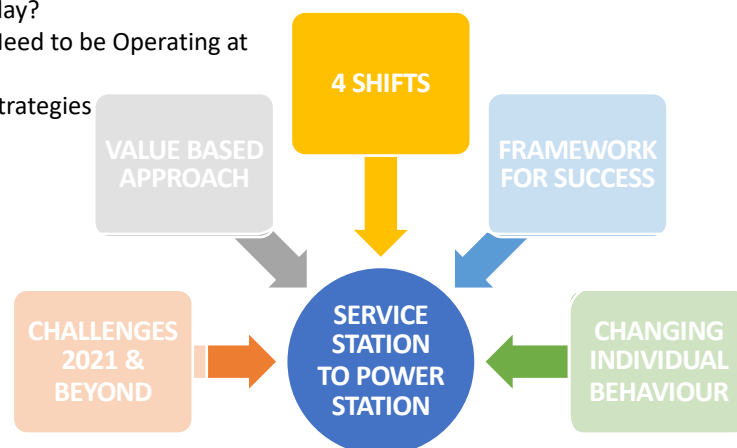 lay?
Need to be Operating at
trategies
4 SHIFTS
VALUE BASED
APPROACH
FRAMEWORK
FOR SUCCESS
CHALLENGES
2021 &
BEYOND
SERVICE
STATION
TO POWER
STATION
CHANGING
INDIVIDUAL
BEHAVIOUR